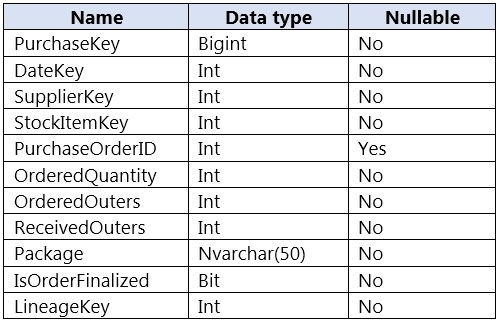 Name Data type Nullable
PurchaseKey Bigint No
DateKey Int No
SupplierKey Int No
StockItemKey Int No
PurchaseOrderID Int Yes
OrderedQuantity Int No
OrderedOuters Int No
ReceivedOuters Int No
Package Nvarchar(50) No
IsOrderFinalized Bit No
LineageKey Int No